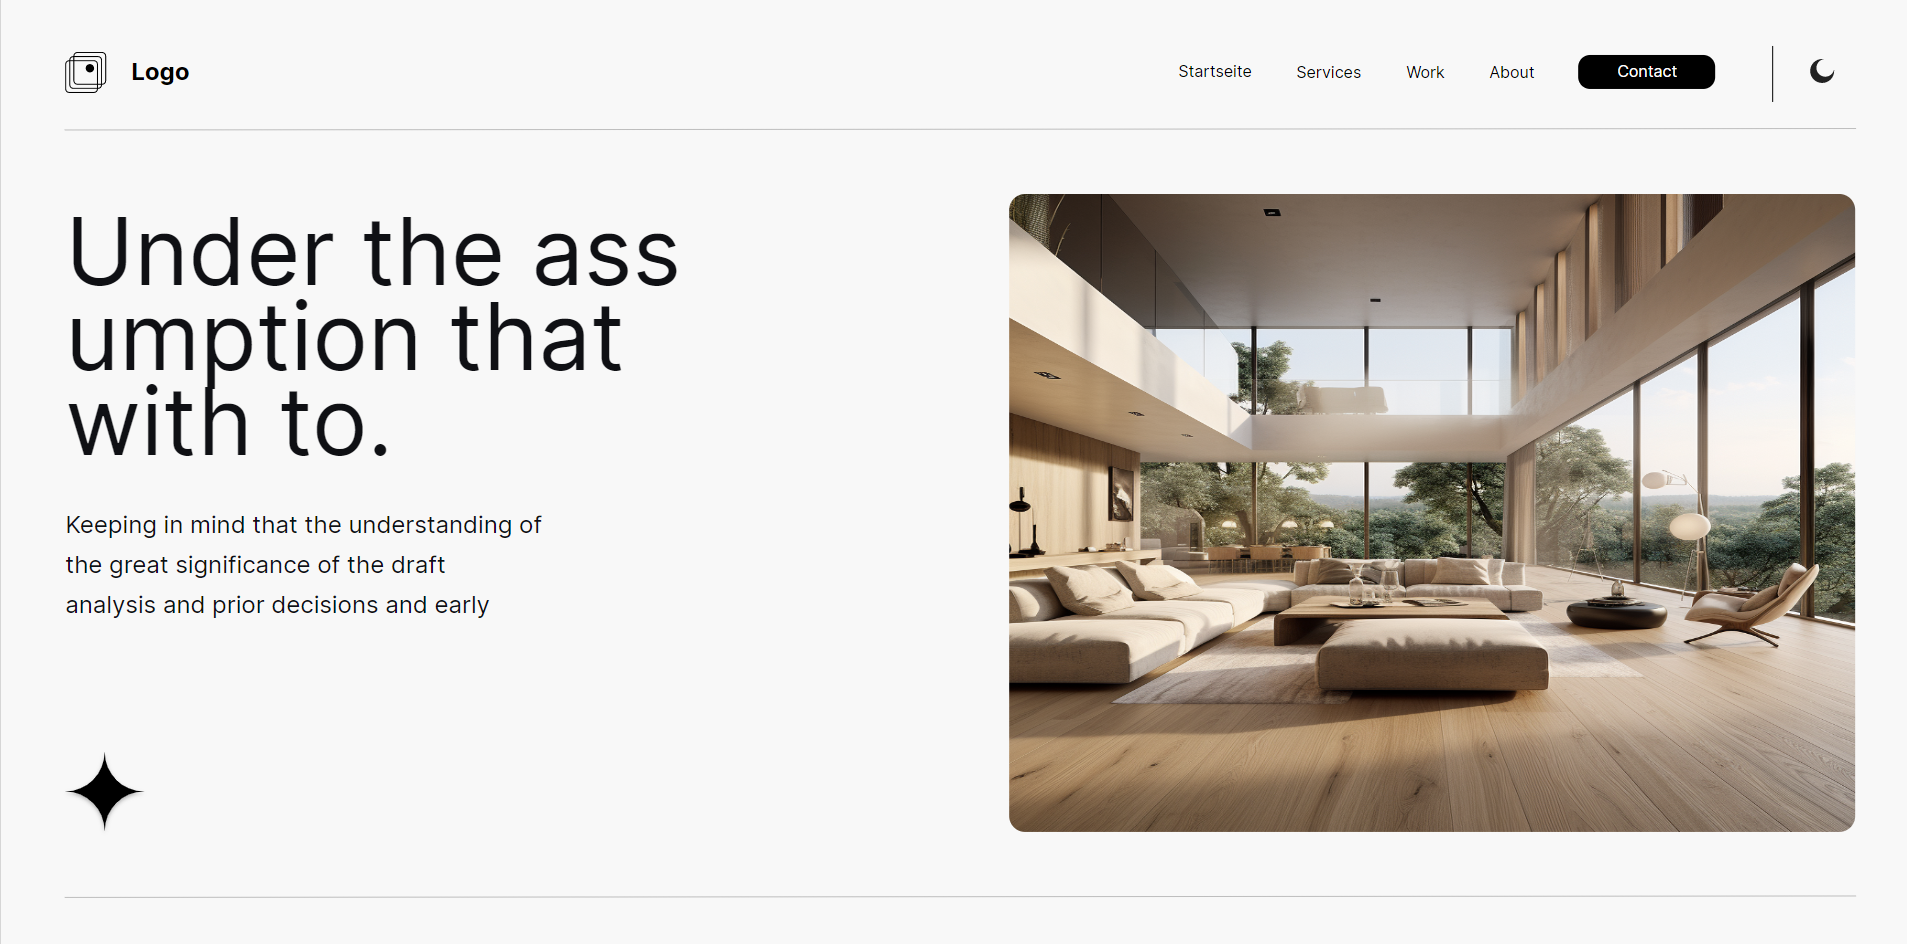 Logo
Startseite Services Work About Contact
Under the ass
umption that
with to.
Keeping in mind that the understanding of
the great significance of the draft
analysis and prior decisions and early